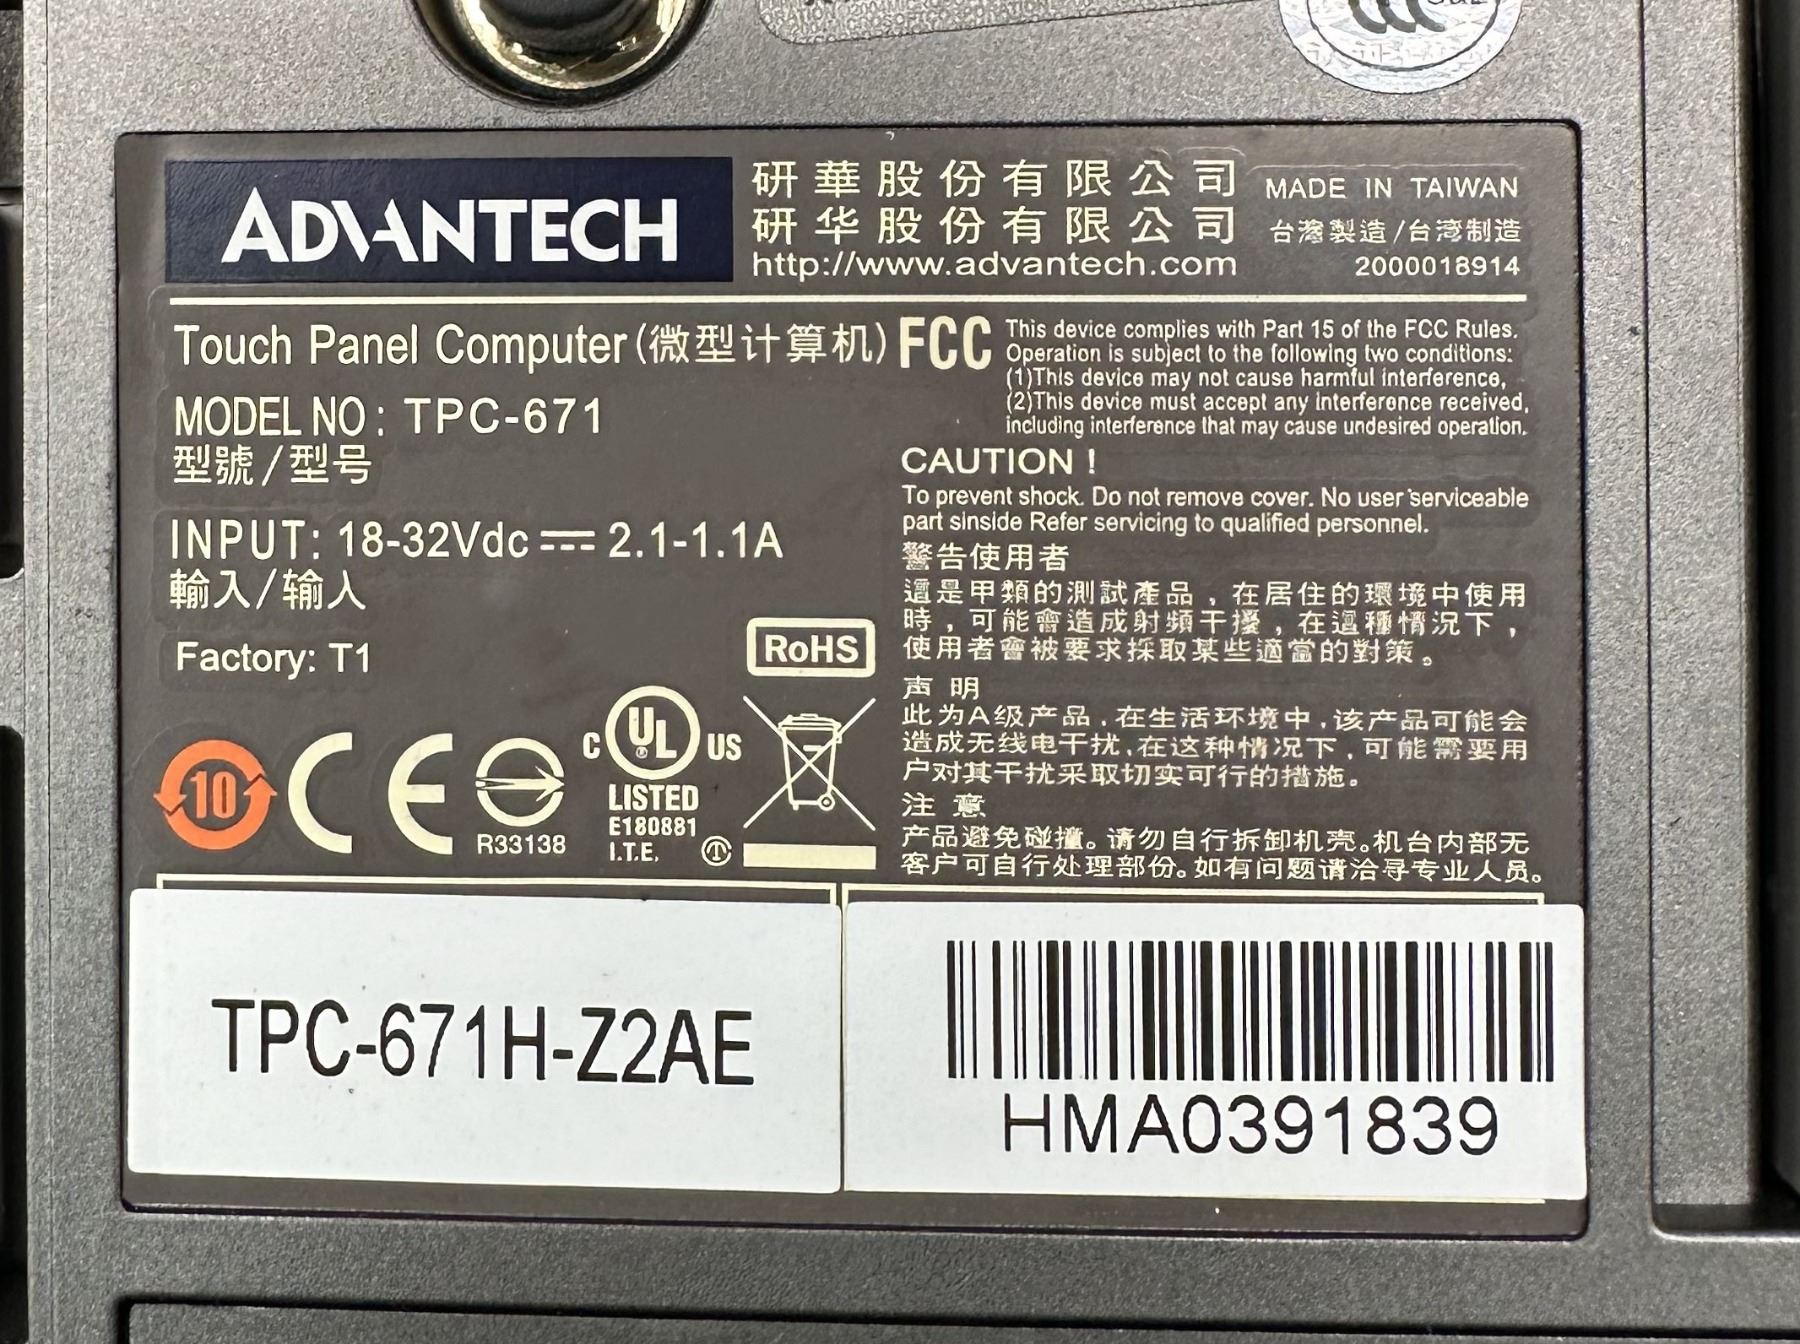 ADVANTECH
研華股份有限公司
研华股份有限公司
http://www.advantech.com
MADE IN TAIWAN
台灣製造/台湾制造
2000018914
Touch Panel Computer(微型计算机)
MODEL NO: TPC-671
型號/型号
INPUT: 18-32Vdc 2.1-1.1A
輸入/输入
Factory: T1
FCC
This device complies with Part 15 of the FCC Rules.
Operation is subject to the following two conditions:
(1)This device may not cause harmful interference,
(2)This device must accept any interference received,
including interference that may cause undesired operation.
CAUTION !
To prevent shock. Do not remove cover. No user serviceable
part sinside Refer servicing to qualified personnel.
警告使用者
這是甲類的測試產品，在居住的環境中使用
時，可能會造成射頻干擾，在這種情況下，
使用者會被要求採取某些適當的對策。
声 明
此为A级产品，在生活环境中，该产品可能会
造成无线电干扰，在这种情况下，可能需要用
户对其干扰采取切实可行的措施。
注 意
产品避免碰撞。请勿自行拆卸机壳。机台内部无
客户可自行处理部份。如有问题请洽寻专业人员。
RoHS
10
CE
R33138
C UL US
®
LISTED
E180881
I.T.E.
T
TPC-671H-Z2AE
HMA0391839